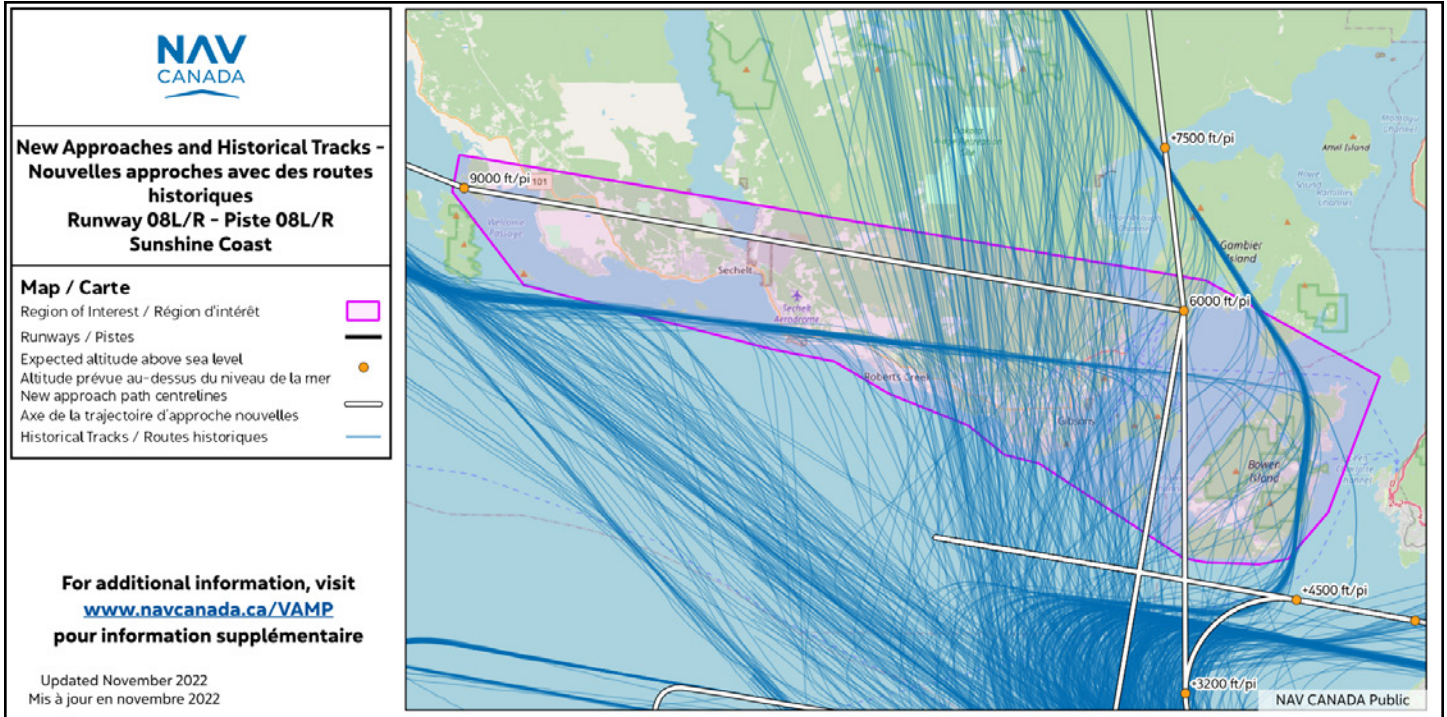 NAV
CANADA
New Approaches and Historical Tracks -
Nouvelles approches avec des routes
historiques
Runway 08L/R - Piste 08L/R
Sunshine Coast
Map / Carte
Region of Interest / Région d'intérêt
Runways / Pistes
Expected altitude above sea level
Altitude prévue au-dessus du niveau de la mer
New approach path centrelines
Axe de la trajectoire d'approche nouvelles
Historical Tracks / Routes historiques
For additional information, visit
www.navcanada.ca/VAMP
pour information supplémentaire
Updated November 2022
Mis à jour en novembre 2022
+7500 ft/pi
Anvil Island
9000 ft/pi
101
Welcome
Passage
Sechelt
Sechelt
Aerodrome
Gambier
Island
6000 ft/pi
Roberts Creek
Gibsons
Bowen
Island
+4500 ft/pi
+3200 ft/pi
NAV CANADA Public